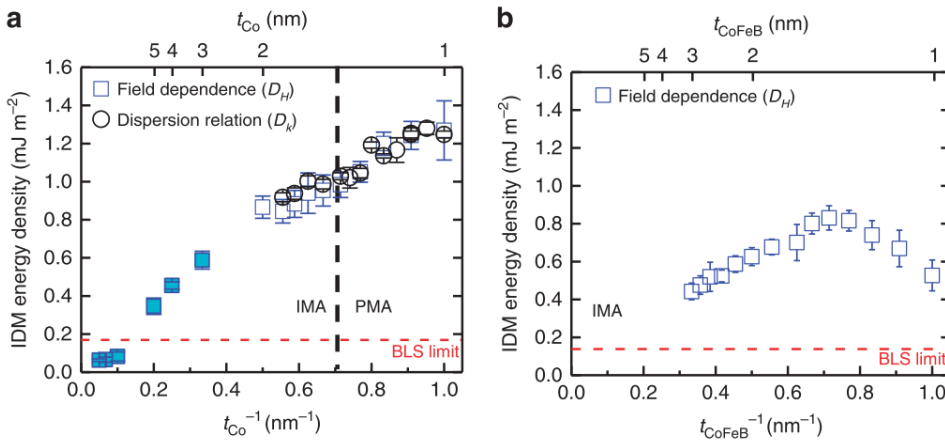 a
t_Co (nm)
5 4 3 2 1
1.6
1.4
1.2
1.0
0.8
0.6
0.4
0.2
0.0
IDM energy density (mJ m⁻²)
Field dependence (D_H)
Dispersion relation (D_k)
IMA PMA
BLS limit
0.0 0.2 0.4 0.6 0.8 1.0
t_Co⁻¹ (nm⁻¹)
b
t_CoFeB (nm)
5 4 3 2 1
1.6
1.4
1.2
1.0
0.8
0.6
0.4
0.2
0.0
IDM energy density (mJ m⁻²)
Field dependence (D_H)
IMA
BLS limit
0.0 0.2 0.4 0.6 0.8 1.0
t_CoFeB⁻¹ (nm⁻¹)